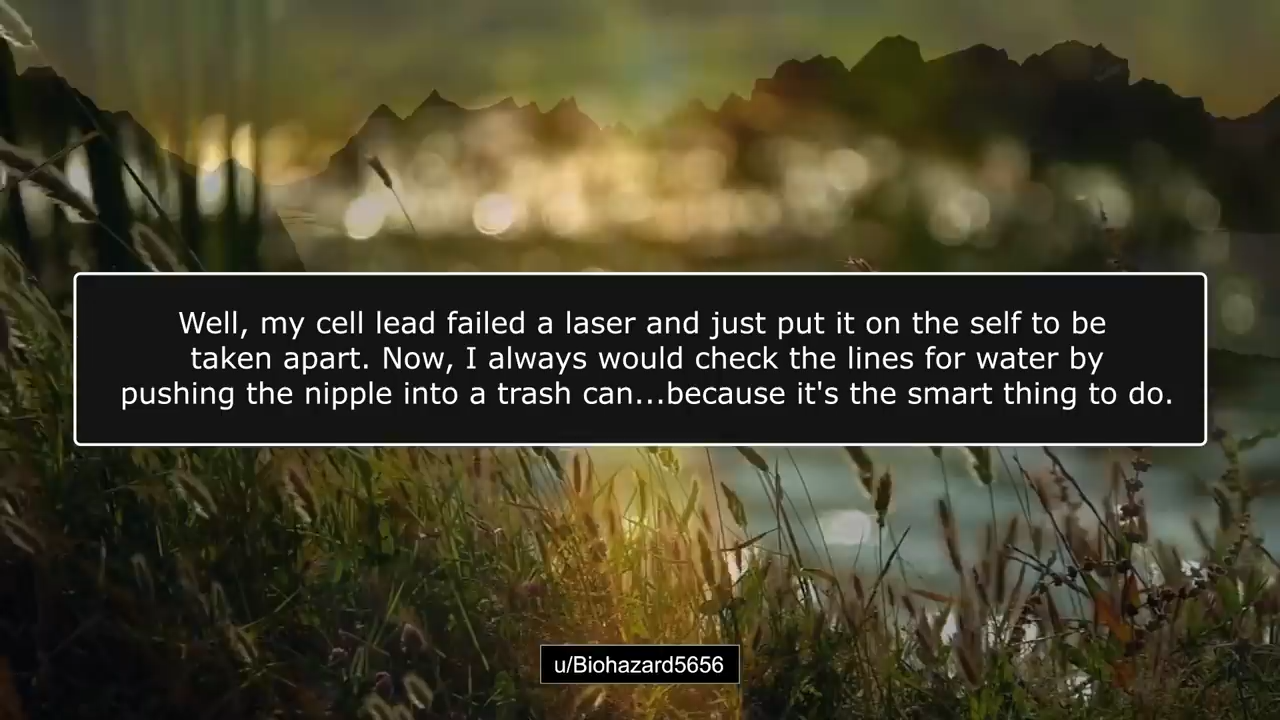 Well, my cell lead failed a laser and just put it on the self to be
taken apart. Now, I always would check the lines for water by
pushing the nipple into a trash can...because it's the smart thing to do.
u/Biohazard5656